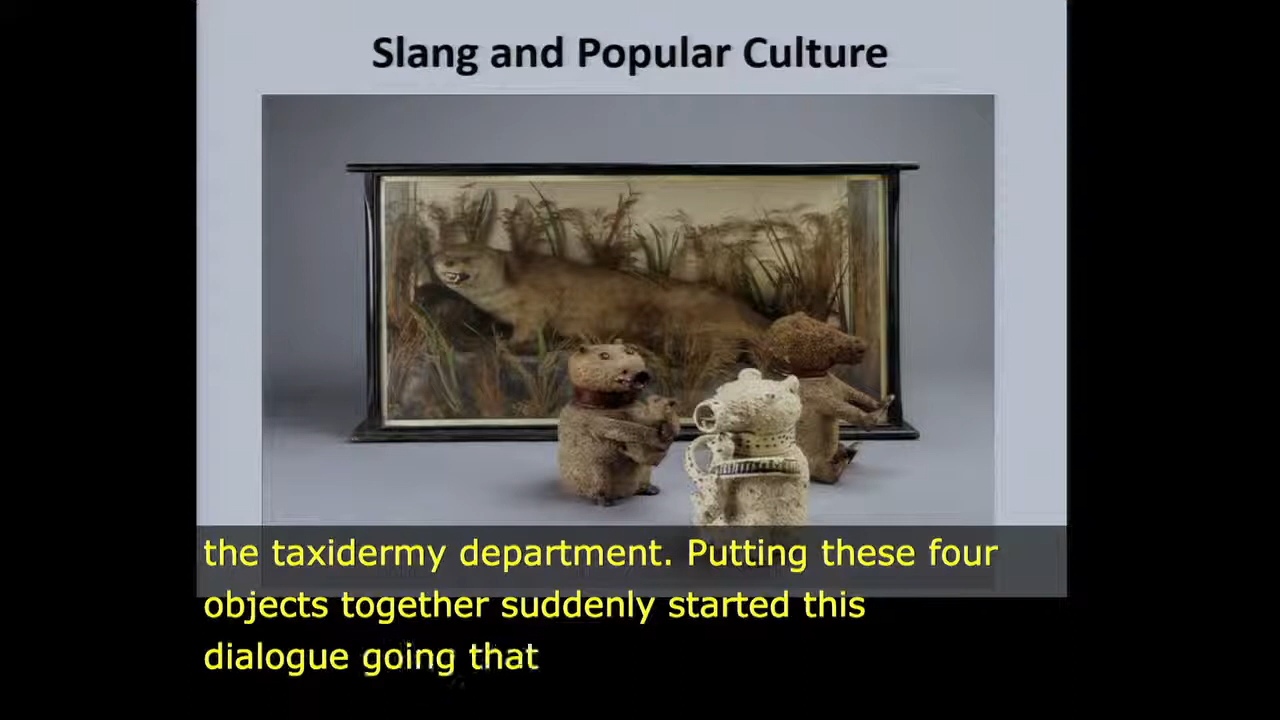 Slang and Popular Culture
the taxidermy department. Putting these four
objects together suddenly started this
dialogue going that